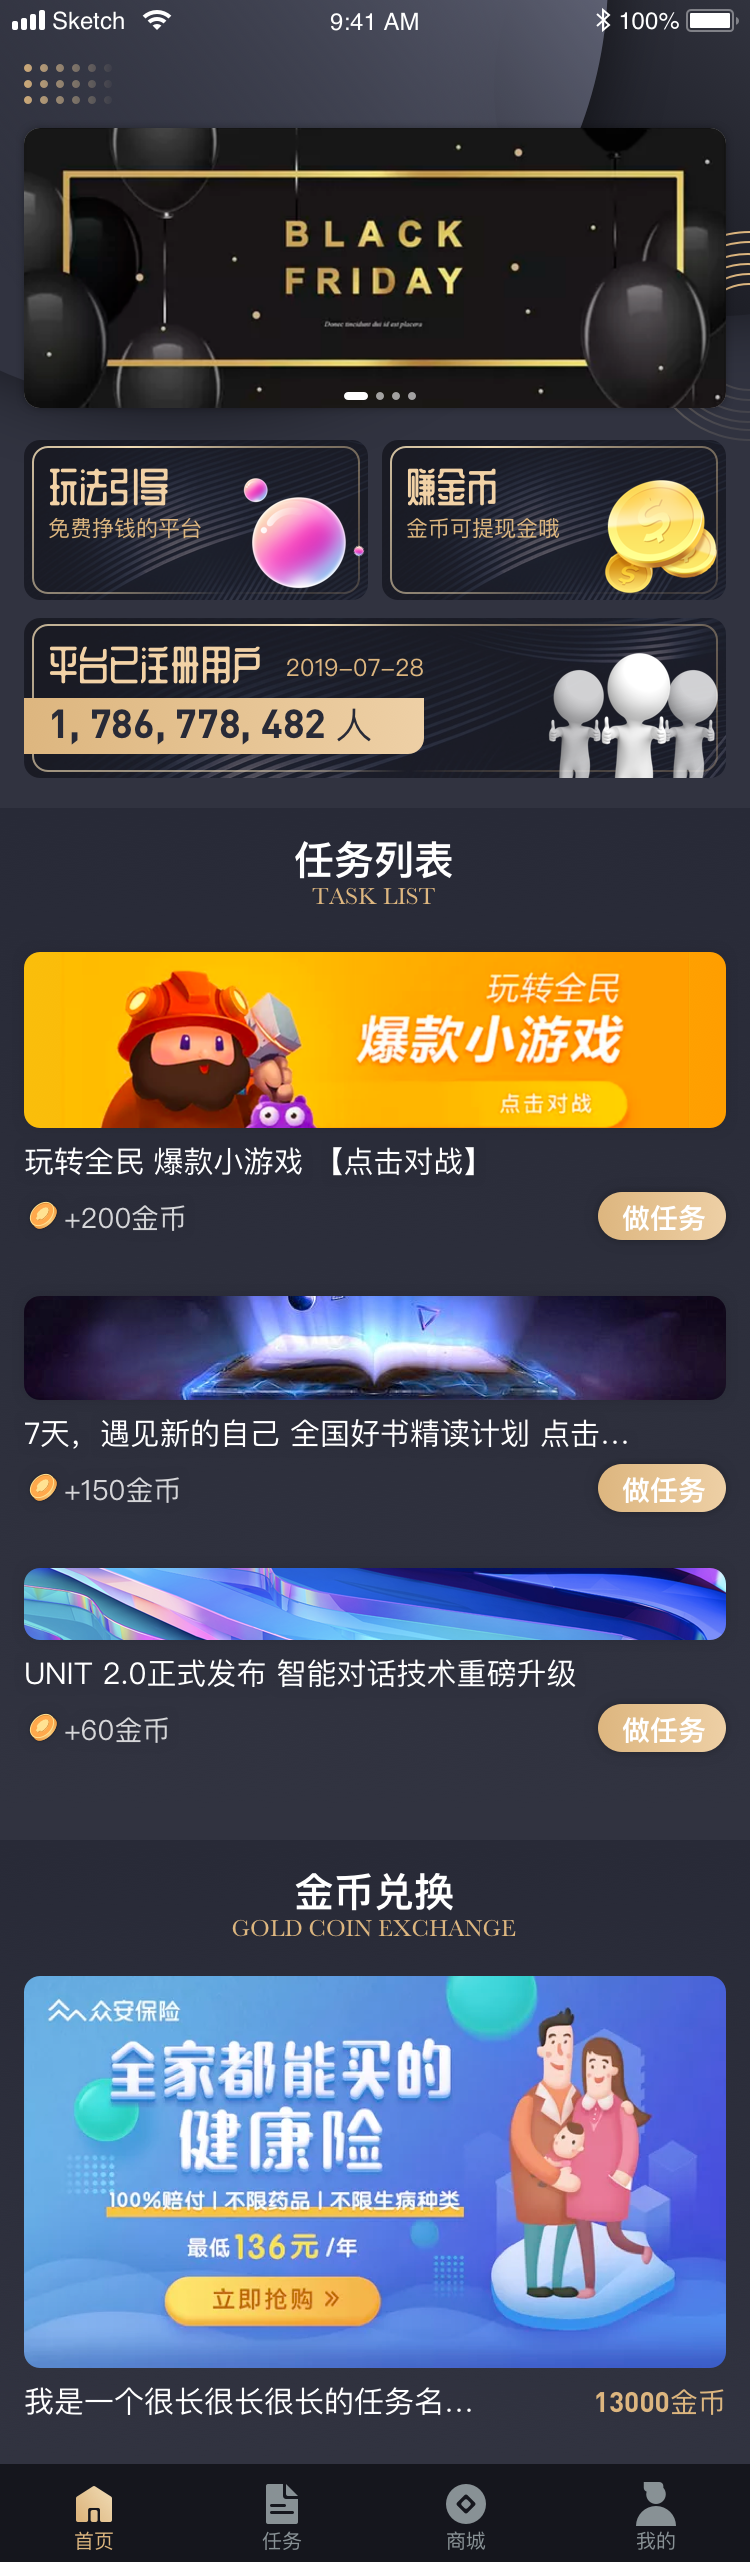 Sketch 9:41 AM 100%
BLACK
FRIDAY
Donec tincidunt dui id est placera
玩法引导
免费挣钱的平台
赚金币
金币可提现金哦
平台已注册用户 2019-07-28
1, 786, 778, 482 人
任务列表
TASK LIST
玩转全民
爆款小游戏
点击对战
玩转全民 爆款小游戏 【点击对战】
+200金币 做任务
7天，遇见新的自己 全国好书精读计划 点击...
+150金币 做任务
UNIT 2.0正式发布 智能对话技术重磅升级
+60金币 做任务
金币兑换
GOLD COIN EXCHANGE
众安保险
全家都能买的
健康险
100%赔付 | 不限药品 | 不限生病种类
最低136元 /年
立即抢购 »
我是一个很长很长很长的任务名... 13000金币
首页 任务 商城 我的